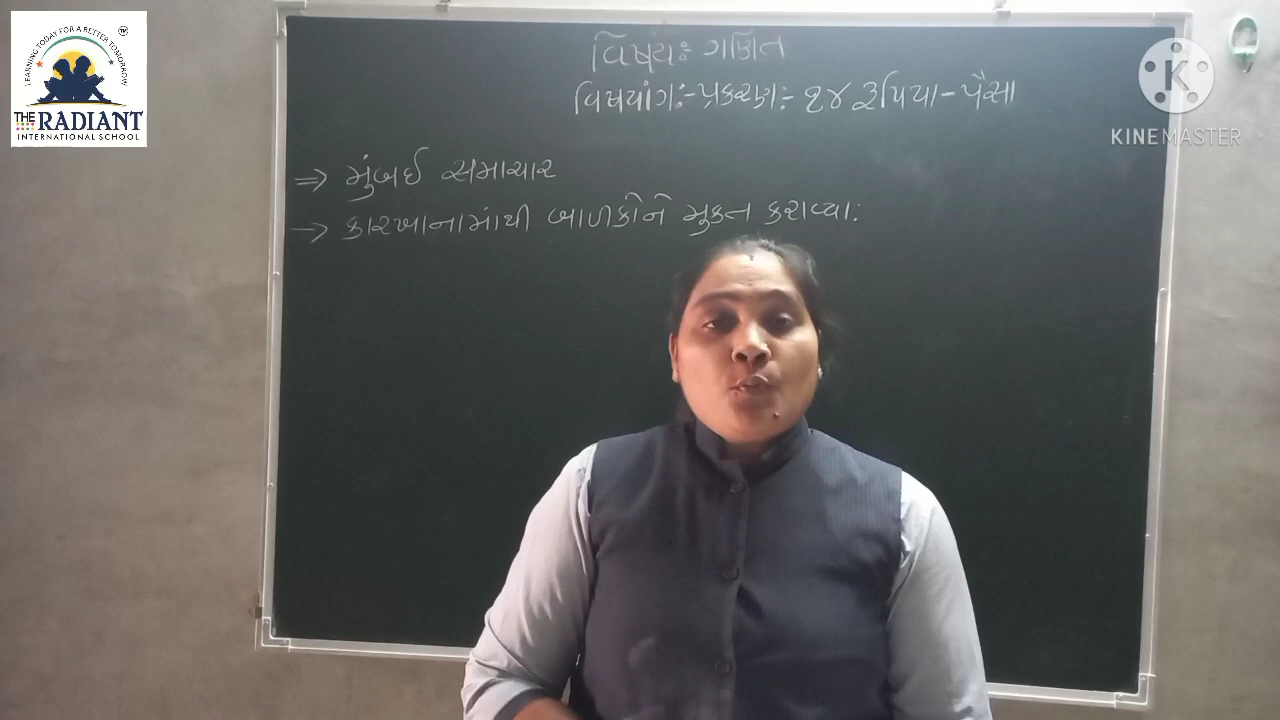 LEARNING TODAY FOR A BETTER TOMORROW
THE RADIANT
INTERNATIONAL SCHOOL
KINEMASTER
વિષય: ગણિત
વિષયાંગ:- પ્રકરણ:- ૧૪ રૂપિયા - પૈસા
⇒ મુંબઈ સમાચાર
→ કારખાનામાંથી બાળકોને મુક્ત કરાવ્યા: